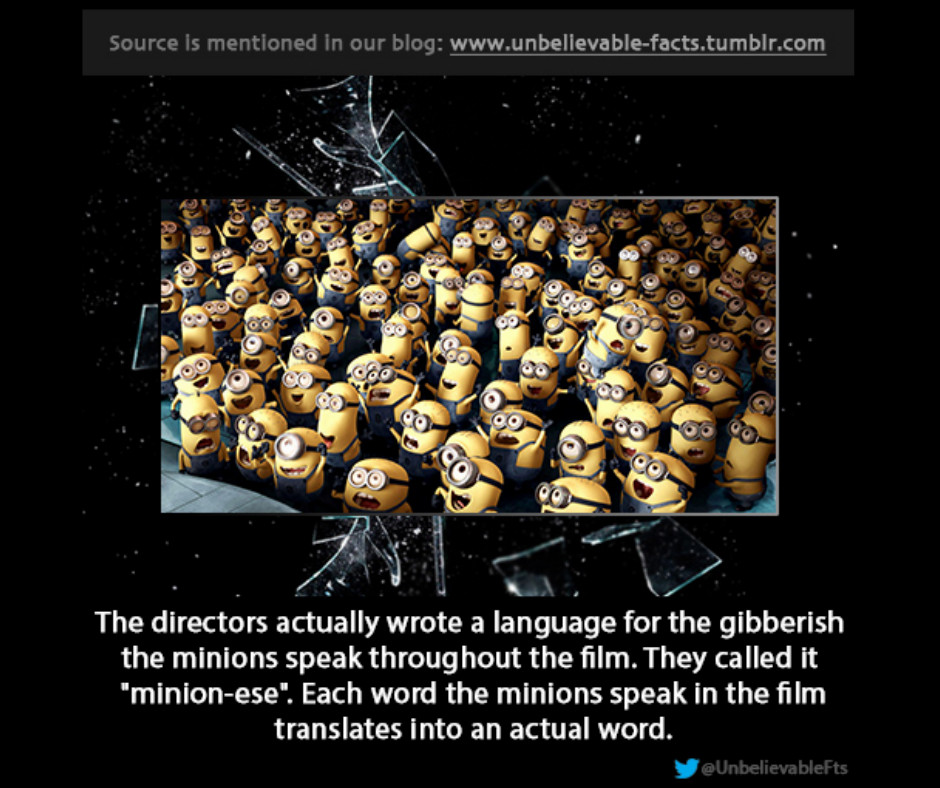 Source is mentioned in our blog: www.unbelievable-facts.tumblr.com
The directors actually wrote a language for the gibberish
the minions speak throughout the film. They called it
"minion-ese". Each word the minions speak in the film
translates into an actual word.
@UnbelievableFts